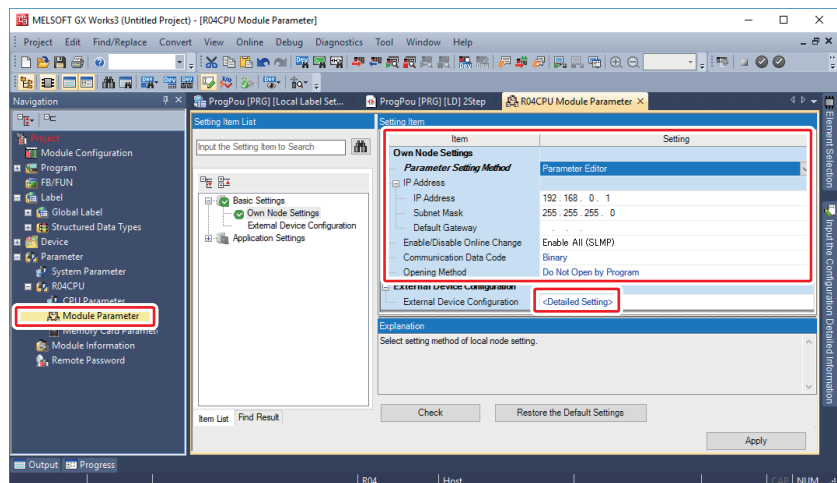 MELSOFT GX Works3 (Untitled Project) - [R04CPU Module Parameter]
Project Edit Find/Replace Convert View Online Debug Diagnostics Tool Window Help
Navigation
ProgPou [PRG] [Local Label Set...
ProgPou [PRG] [LD] 2Step
R04CPU Module Parameter
Project
Module Configuration
Program
FB/FUN
Label
Global Label
Structured Data Types
Device
Parameter
System Parameter
R04CPU
CPU Parameter
Module Parameter
Memory Card Paramet
Module Information
Remote Password
Setting Item List
Input the Setting Item to Search
Basic Settings
Own Node Settings
External Device Configuration
Application Settings
Item List Find Result
Setting Item
Item Setting
Own Node Settings
Parameter Setting Method Parameter Editor
IP Address
IP Address 192 . 168 . 0 . 1
Subnet Mask 255 . 255 . 255 . 0
Default Gateway . . .
Enable/Disable Online Change Enable All (SLMP)
Communication Data Code Binary
Opening Method Do Not Open by Program
External Device Configuration
External Device Configuration <Detailed Setting>
Explanation
Select setting method of local node setting.
Check Restore the Default Settings
Apply
Element Selection
Input the Configuration Detailed Information
Output Progress
R04 Host CAP NUM